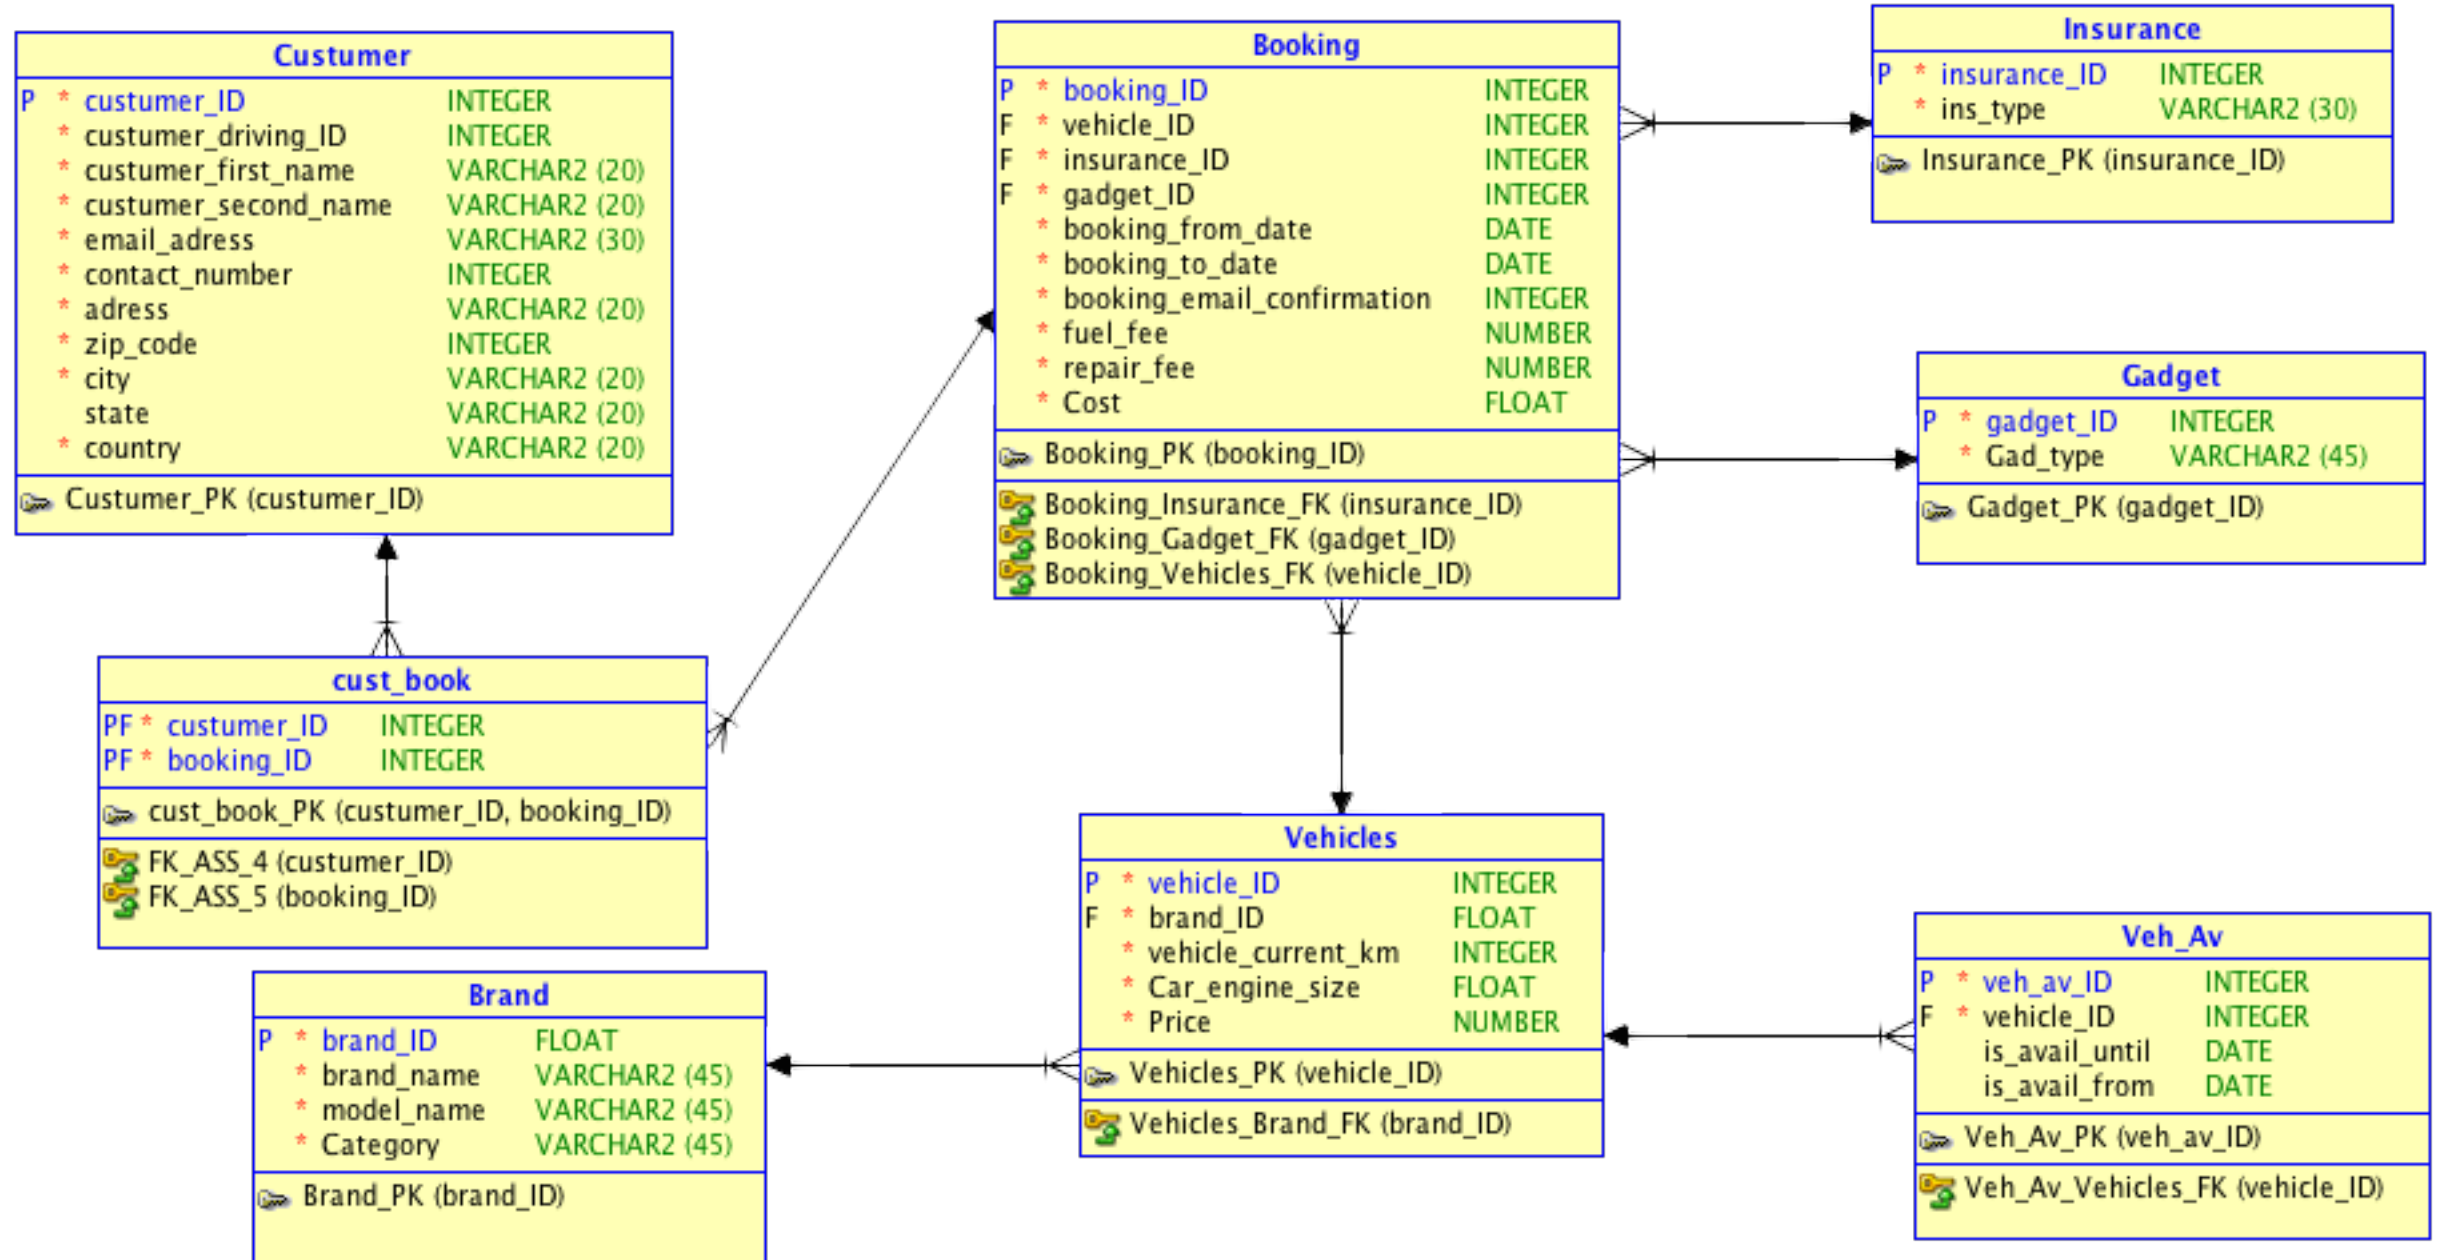 Custumer
P * custumer_ID INTEGER
* custumer_driving_ID INTEGER
* custumer_first_name VARCHAR2 (20)
* custumer_second_name VARCHAR2 (20)
* email_adress VARCHAR2 (30)
* contact_number INTEGER
* adress VARCHAR2 (20)
* zip_code INTEGER
* city VARCHAR2 (20)
state VARCHAR2 (20)
* country VARCHAR2 (20)
Custumer_PK (custumer_ID)
Booking
P * booking_ID INTEGER
F * vehicle_ID INTEGER
F * insurance_ID INTEGER
F * gadget_ID INTEGER
* booking_from_date DATE
* booking_to_date DATE
* booking_email_confirmation INTEGER
* fuel_fee NUMBER
* repair_fee NUMBER
* Cost FLOAT
Booking_PK (booking_ID)
Booking_Insurance_FK (insurance_ID)
Booking_Gadget_FK (gadget_ID)
Booking_Vehicles_FK (vehicle_ID)
Insurance
P * insurance_ID INTEGER
* ins_type VARCHAR2 (30)
Insurance_PK (insurance_ID)
Gadget
P * gadget_ID INTEGER
* Gad_type VARCHAR2 (45)
Gadget_PK (gadget_ID)
cust_book
PF * custumer_ID INTEGER
PF * booking_ID INTEGER
cust_book_PK (custumer_ID, booking_ID)
FK_ASS_4 (custumer_ID)
FK_ASS_5 (booking_ID)
Brand
P * brand_ID FLOAT
* brand_name VARCHAR2 (45)
* model_name VARCHAR2 (45)
* Category VARCHAR2 (45)
Brand_PK (brand_ID)
Vehicles
P * vehicle_ID INTEGER
F * brand_ID FLOAT
* vehicle_current_km INTEGER
* Car_engine_size FLOAT
* Price NUMBER
Vehicles_PK (vehicle_ID)
Vehicles_Brand_FK (brand_ID)
Veh_Av
P * veh_av_ID INTEGER
F * vehicle_ID INTEGER
is_avail_until DATE
is_avail_from DATE
Veh_Av_PK (veh_av_ID)
Veh_Av_Vehicles_FK (vehicle_ID)